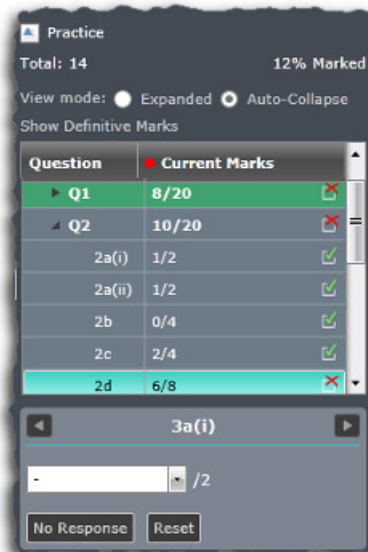 Practice
Total: 14 12% Marked
View mode: Expanded Auto-Collapse
Show Definitive Marks
Question Current Marks
Q1 8/20
Q2 10/20
2a(i) 1/2
2a(ii) 1/2
2b 0/4
2c 2/4
2d 6/8
3a(i)
- /2
No Response Reset